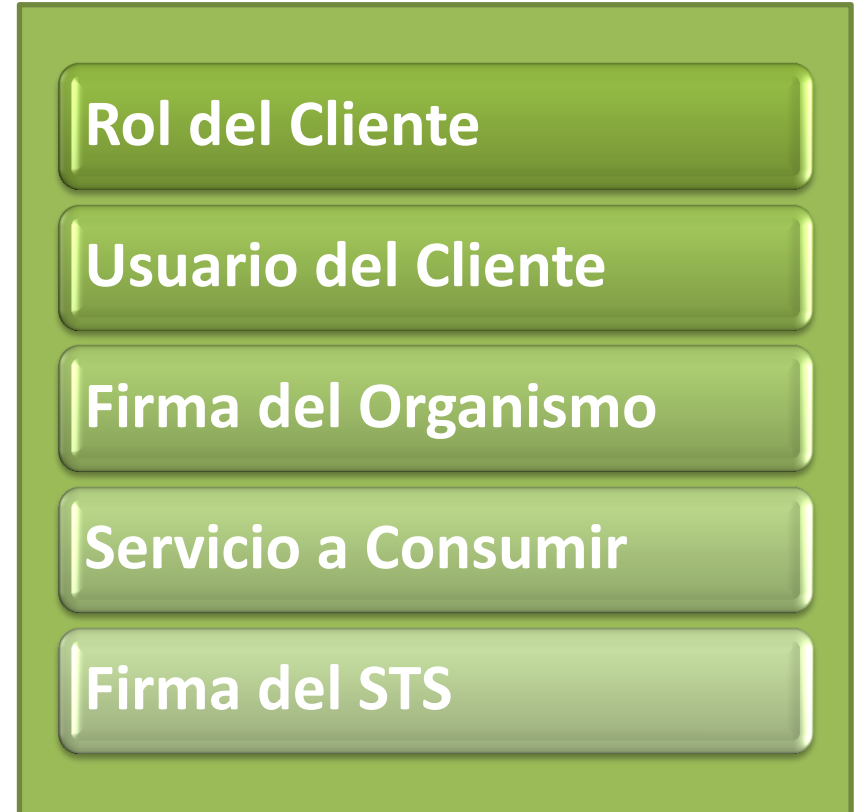 Rol del Cliente
Usuario del Cliente
Firma del Organismo
Servicio a Consumir
Firma del STS